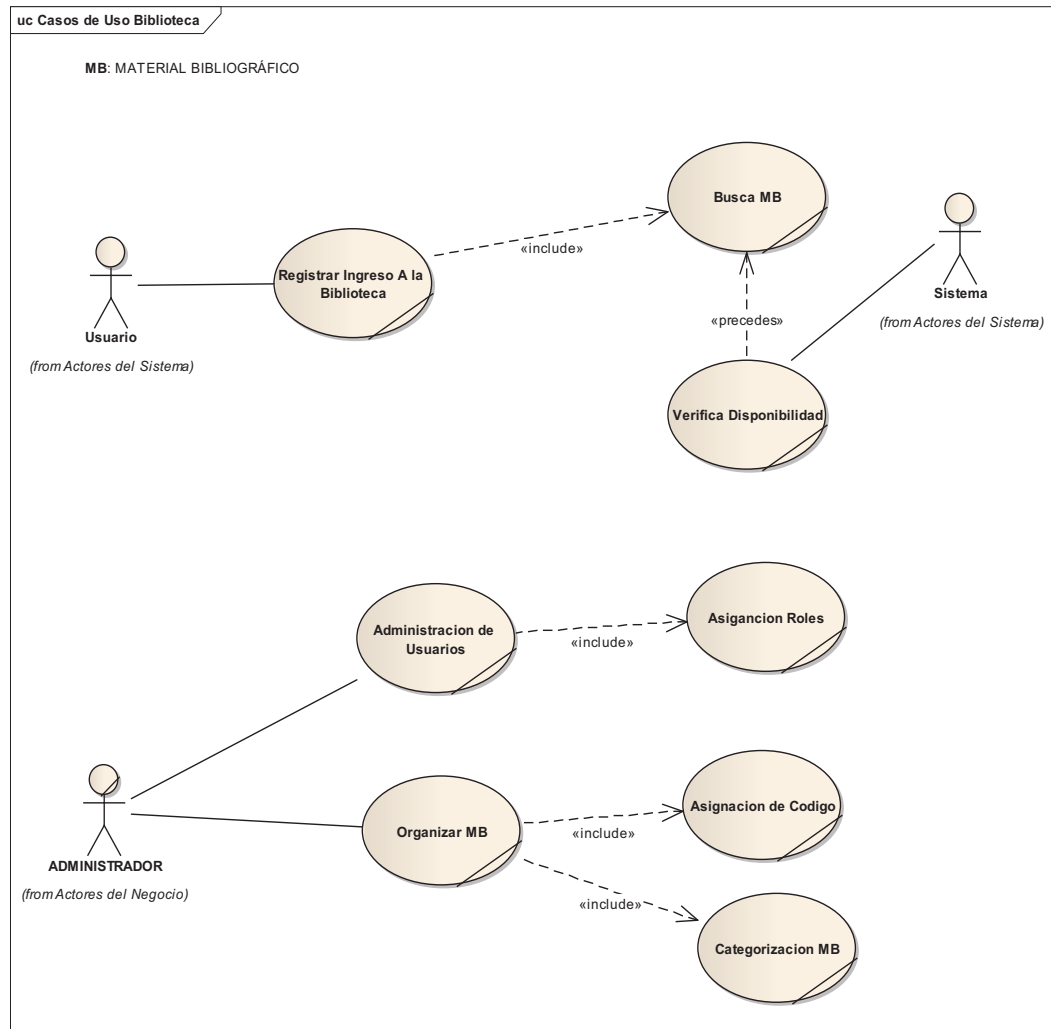 uc Casos de Uso Biblioteca
MB: MATERIAL BIBLIOGRÁFICO
Busca MB
«include»
Registrar Ingreso A la
Biblioteca
Usuario
(from Actores del Sistema)
Sistema
(from Actores del Sistema)
«precedes»
Verifica Disponibilidad
Administracion de
Usuarios
«include»
Asigancion Roles
ADMINISTRADOR
(from Actores del Negocio)
Organizar MB
«include»
Asignacion de Codigo
«include»
Categorizacion MB